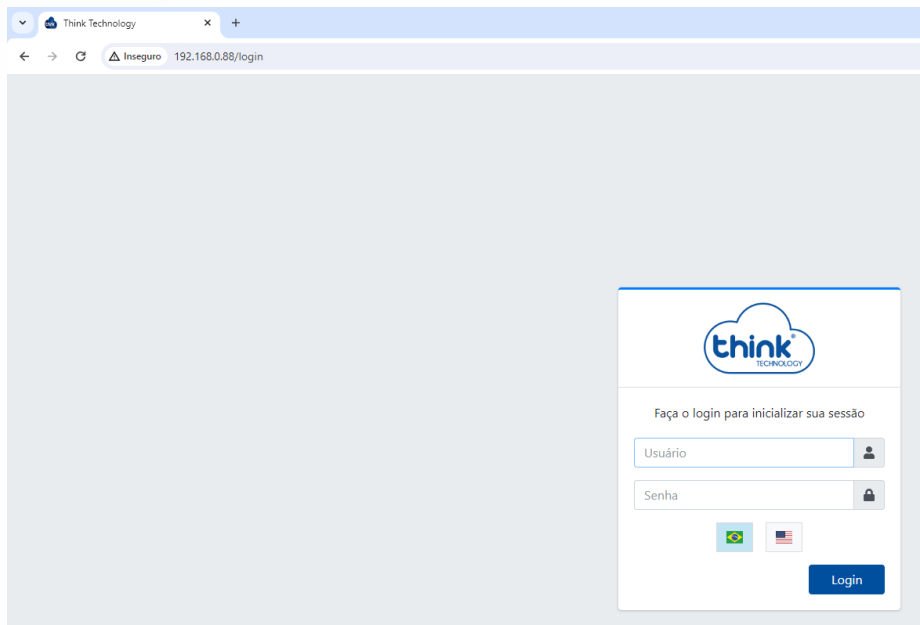 Think Technology
Inseguro 192.168.0.88/login
think
TECHNOLOGY
Faça o login para inicializar sua sessão
Usuário
Senha
Login